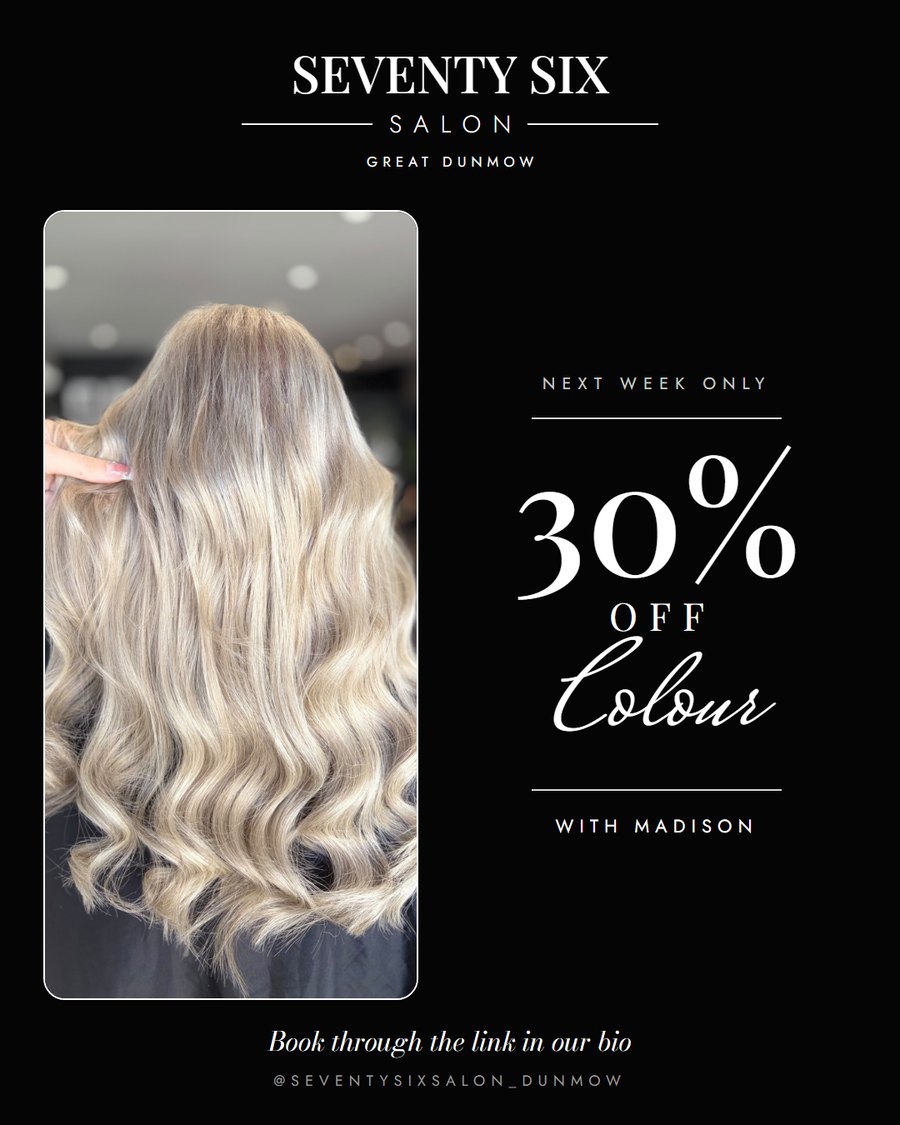 SEVENTY SIX
SALON
GREAT DUNMOW
NEXT WEEK ONLY
30%
OFF
Colour
WITH MADISON
Book through the link in our bio
@SEVENTYSIXSALON_DUNMOW